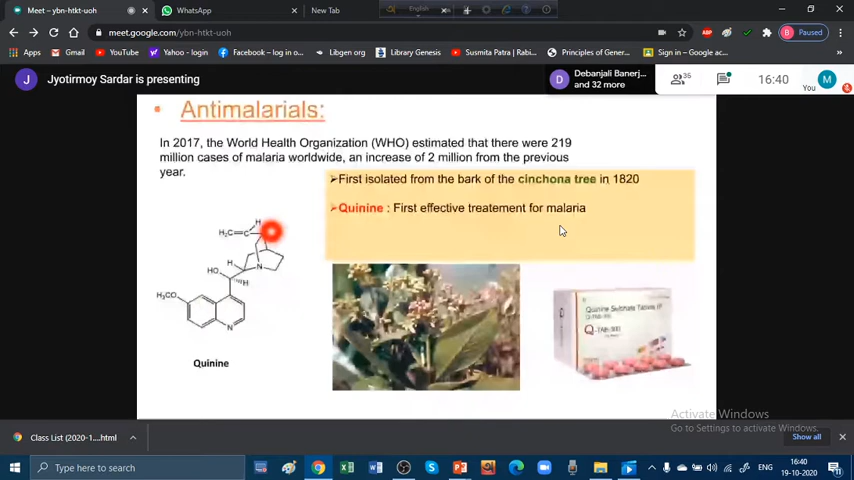 Meet – ybn-htkt-uoh
WhatsApp
New Tab
English
meet.google.com/ybn-htkt-uoh
Paused
Apps
Gmail
YouTube
Yahoo - login
Facebook – log in o...
Libgen org
Library Genesis
Susmita Patra | Rabi...
Principles of Gener...
Sign in – Google ac...
J
Jyotirmoy Sardar is presenting
D
Debanjali Banerj...
and 32 more
35
16:40
M
You
Antimalarials:
In 2017, the World Health Organization (WHO) estimated that there were 219
million cases of malaria worldwide, an increase of 2 million from the previous
year.
➢First isolated from the bark of the cinchona tree in 1820
➢Quinine : First effective treatement for malaria
H
H₂C
H
N
HO
H
H₃CO
N
Quinine
Quinine Sulphate Tablets IP
Activate Windows
Go to Settings to activate Windows.
Class List (2020-1....html
Show all
Type here to search
ENG
16:40
19-10-2020